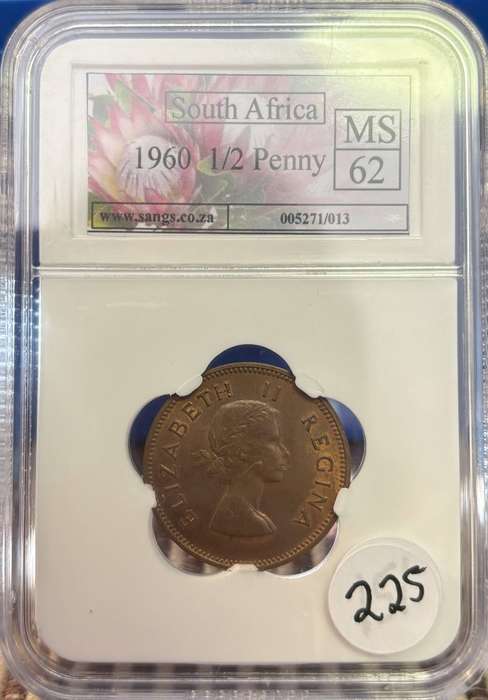 South Africa
1960 1/2 Penny
MS
62
www.sangs.co.za 005271/013
ELIZABETH II REGINA
225